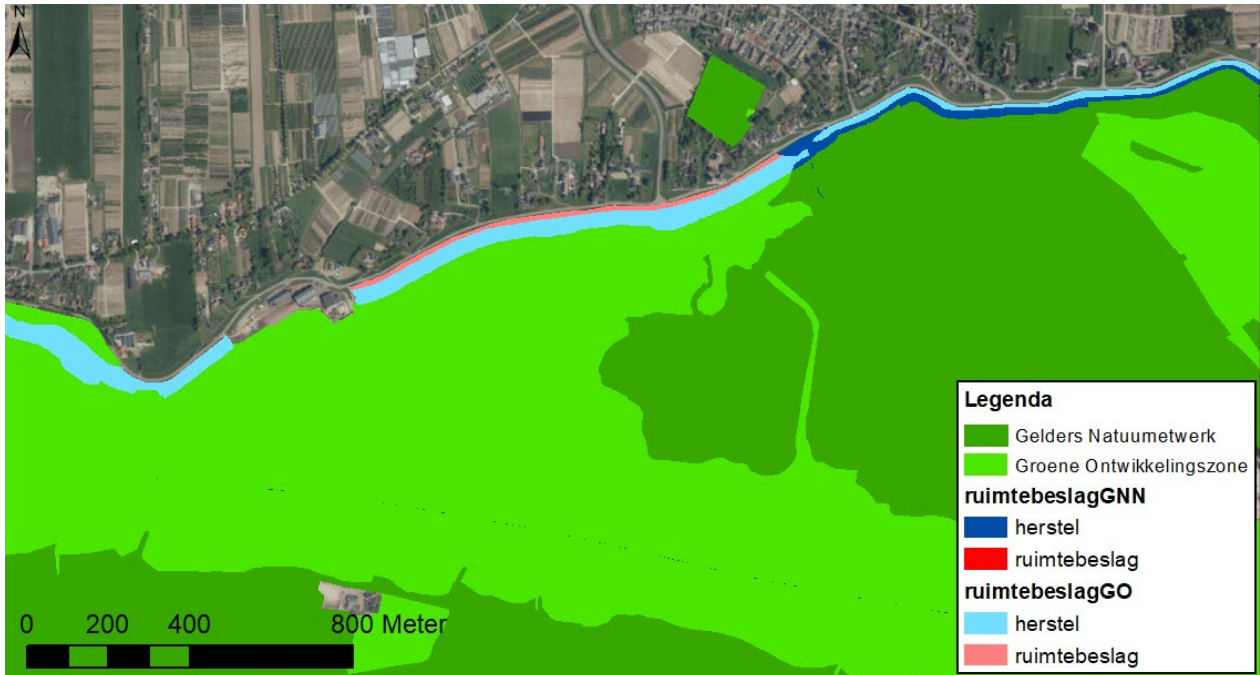 N
Legenda
Gelders Natuurnetwerk
Groene Ontwikkelingszone
ruimtebeslagGNN
herstel
ruimtebeslag
ruimtebeslagGO
herstel
ruimtebeslag
0 200 400 800 Meter